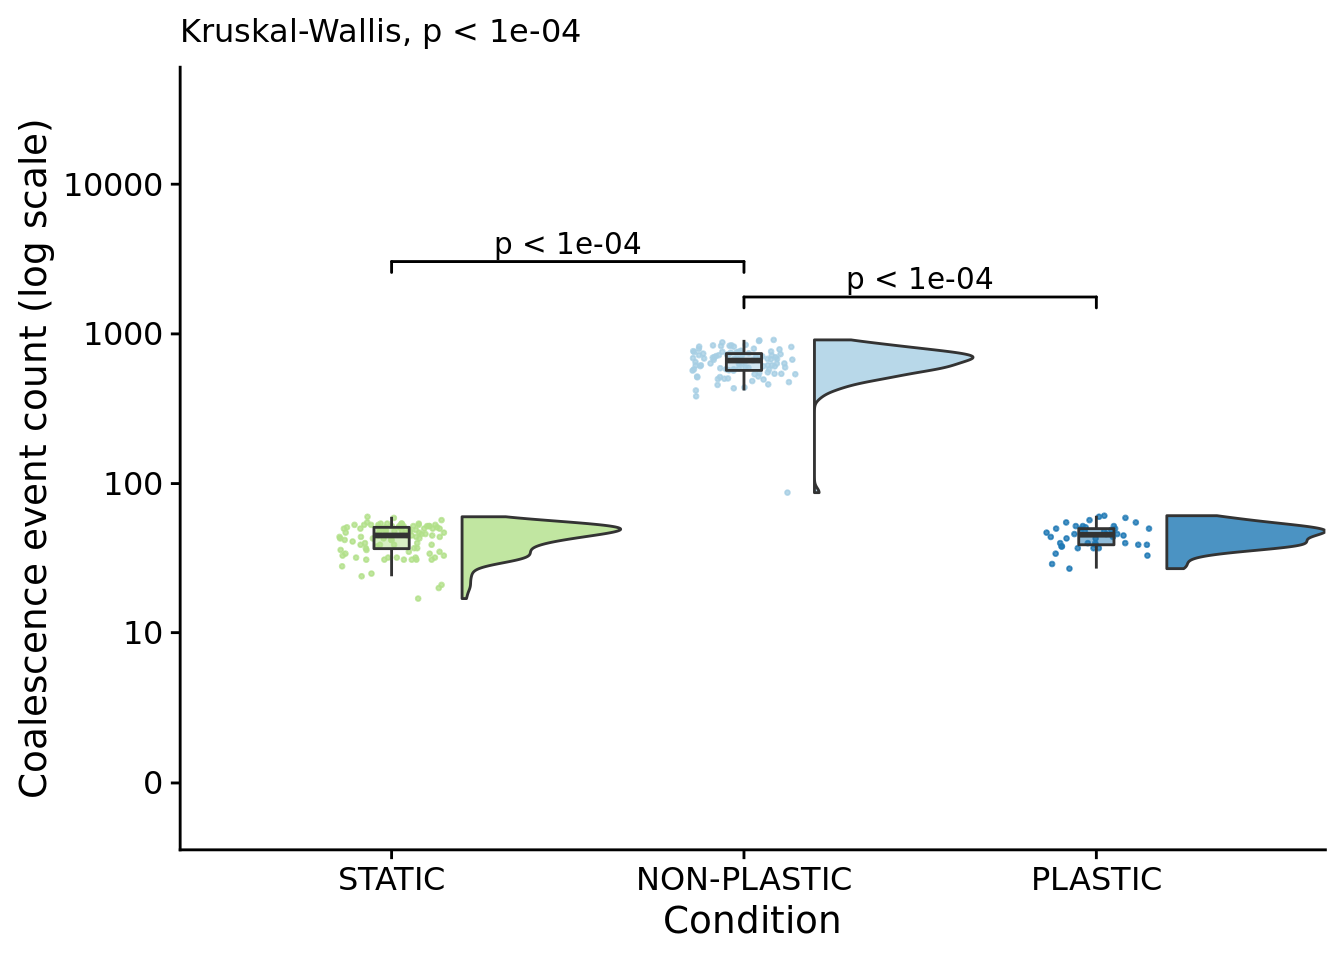 Kruskal-Wallis, p < 1e-04
Coalescence event count (log scale)
10000
1000
100
10
0
p < 1e-04
p < 1e-04
STATIC
NON-PLASTIC
PLASTIC
Condition